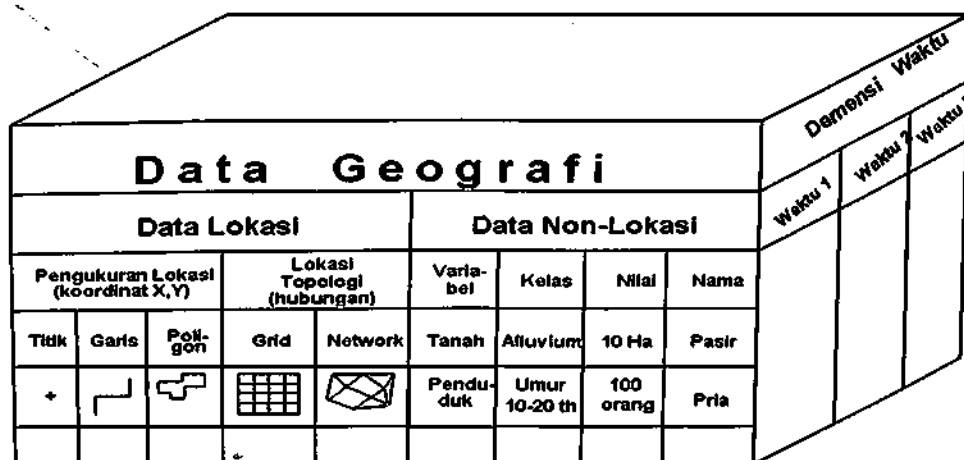 Demensi Waktu
Data Geografi
Waktu 1
Waktu 2
Waktu
Data Lokasi
Data Non-Lokasi
Pengukuran Lokasi
(koordinat X,Y)
Lokasi
Topologi
(hubungan)
Varia-
bel
Kelas
Nilai
Nama
Titik
Garis
Poli-
gon
Grid
Network
Tanah
Alluvium
10 Ha
Pasir
Pendu-
duk
Umur
10-20 th
100
orang
Pria